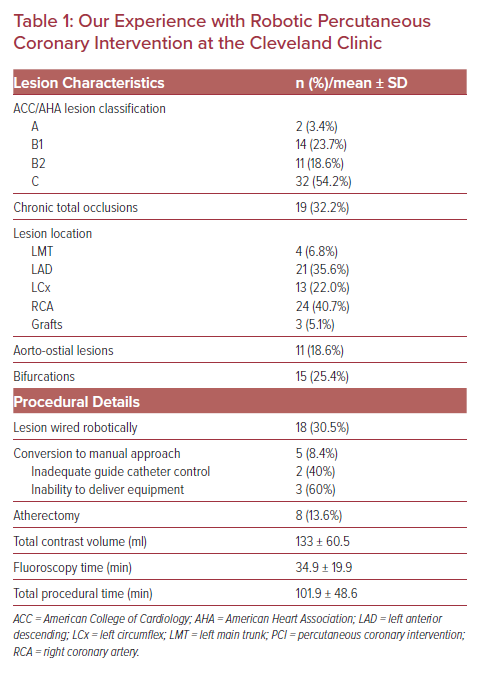 Table 1: Our Experience with Robotic Percutaneous
Coronary Intervention at the Cleveland Clinic
Lesion Characteristics n (%)/mean ± SD
ACC/AHA lesion classification
A 2 (3.4%)
B1 14 (23.7%)
B2 11 (18.6%)
C 32 (54.2%)
Chronic total occlusions 19 (32.2%)
Lesion location
LMT 4 (6.8%)
LAD 21 (35.6%)
LCx 13 (22.0%)
RCA 24 (40.7%)
Grafts 3 (5.1%)
Aorto-ostial lesions 11 (18.6%)
Bifurcations 15 (25.4%)
Procedural Details
Lesion wired robotically 18 (30.5%)
Conversion to manual approach 5 (8.4%)
Inadequate guide catheter control 2 (40%)
Inability to deliver equipment 3 (60%)
Atherectomy 8 (13.6%)
Total contrast volume (ml) 133 ± 60.5
Fluoroscopy time (min) 34.9 ± 19.9
Total procedural time (min) 101.9 ± 48.6
ACC = American College of Cardiology; AHA = American Heart Association; LAD = left anterior
descending; LCx = left circumflex; LMT = left main trunk; PCI = percutaneous coronary intervention;
RCA = right coronary artery.